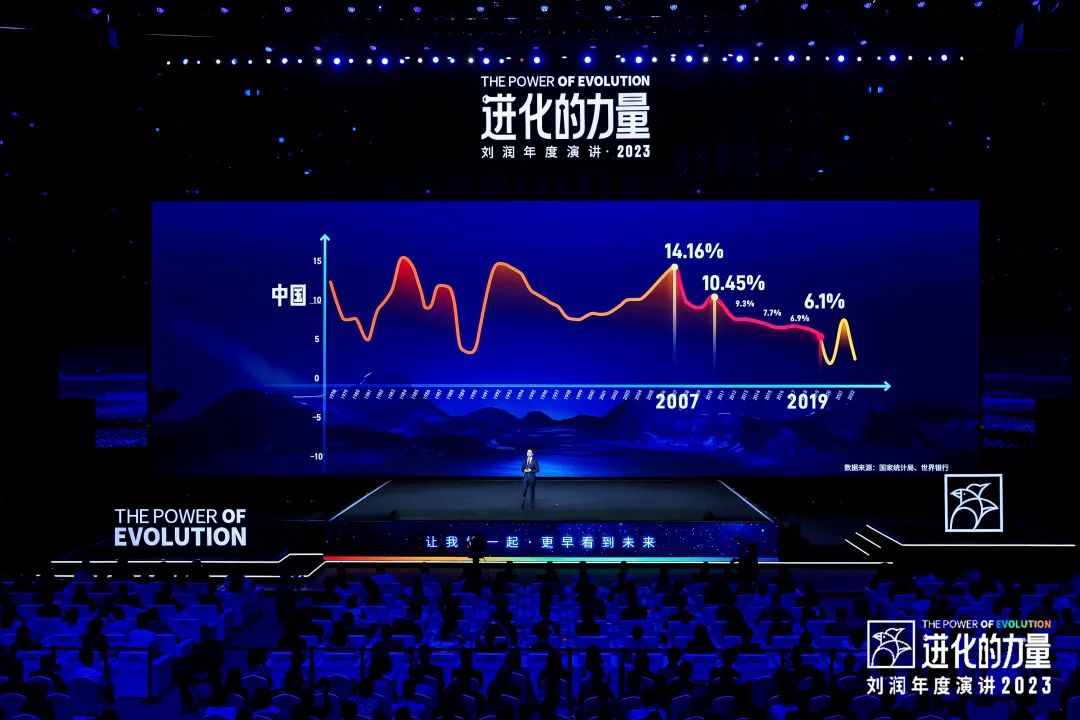 THE POWER OF EVOLUTION
进化的力量
刘润年度演讲·2023
14.16%
15
10.45%
中国
10
9.3%
6.1%
7.7%
6.9%
5
0
2007
2019
-5
-10
数据来源：国家统计局、世界银行
THE POWER OF
EVOLUTION
让我们一起·更早看到未来
THE POWER OF EVOLUTION
进化的力量
刘润年度演讲2023